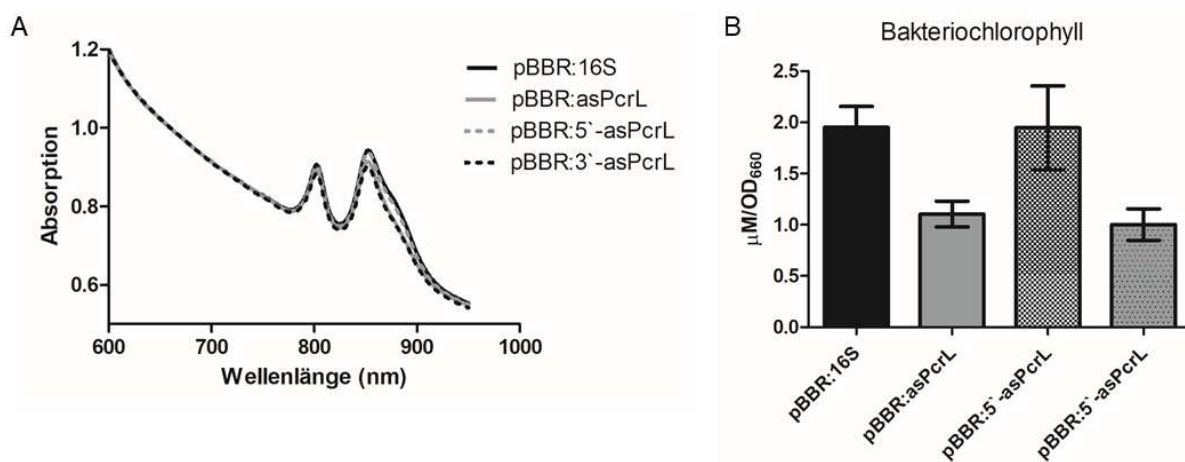 A
1.2
1.0
0.8
0.6
Absorption
600
700
800
900
1000
Wellenlänge (nm)
pBBR:16S
pBBR:asPcrL
pBBR:5`-asPcrL
pBBR:3`-asPcrL
B
Bakteriochlorophyll
2.5
2.0
1.5
1.0
0.5
0.0
µM/OD660
pBBR:16S
pBBR:asPcrL
pBBR:5`-asPcrL
pBBR:5`-asPcrL